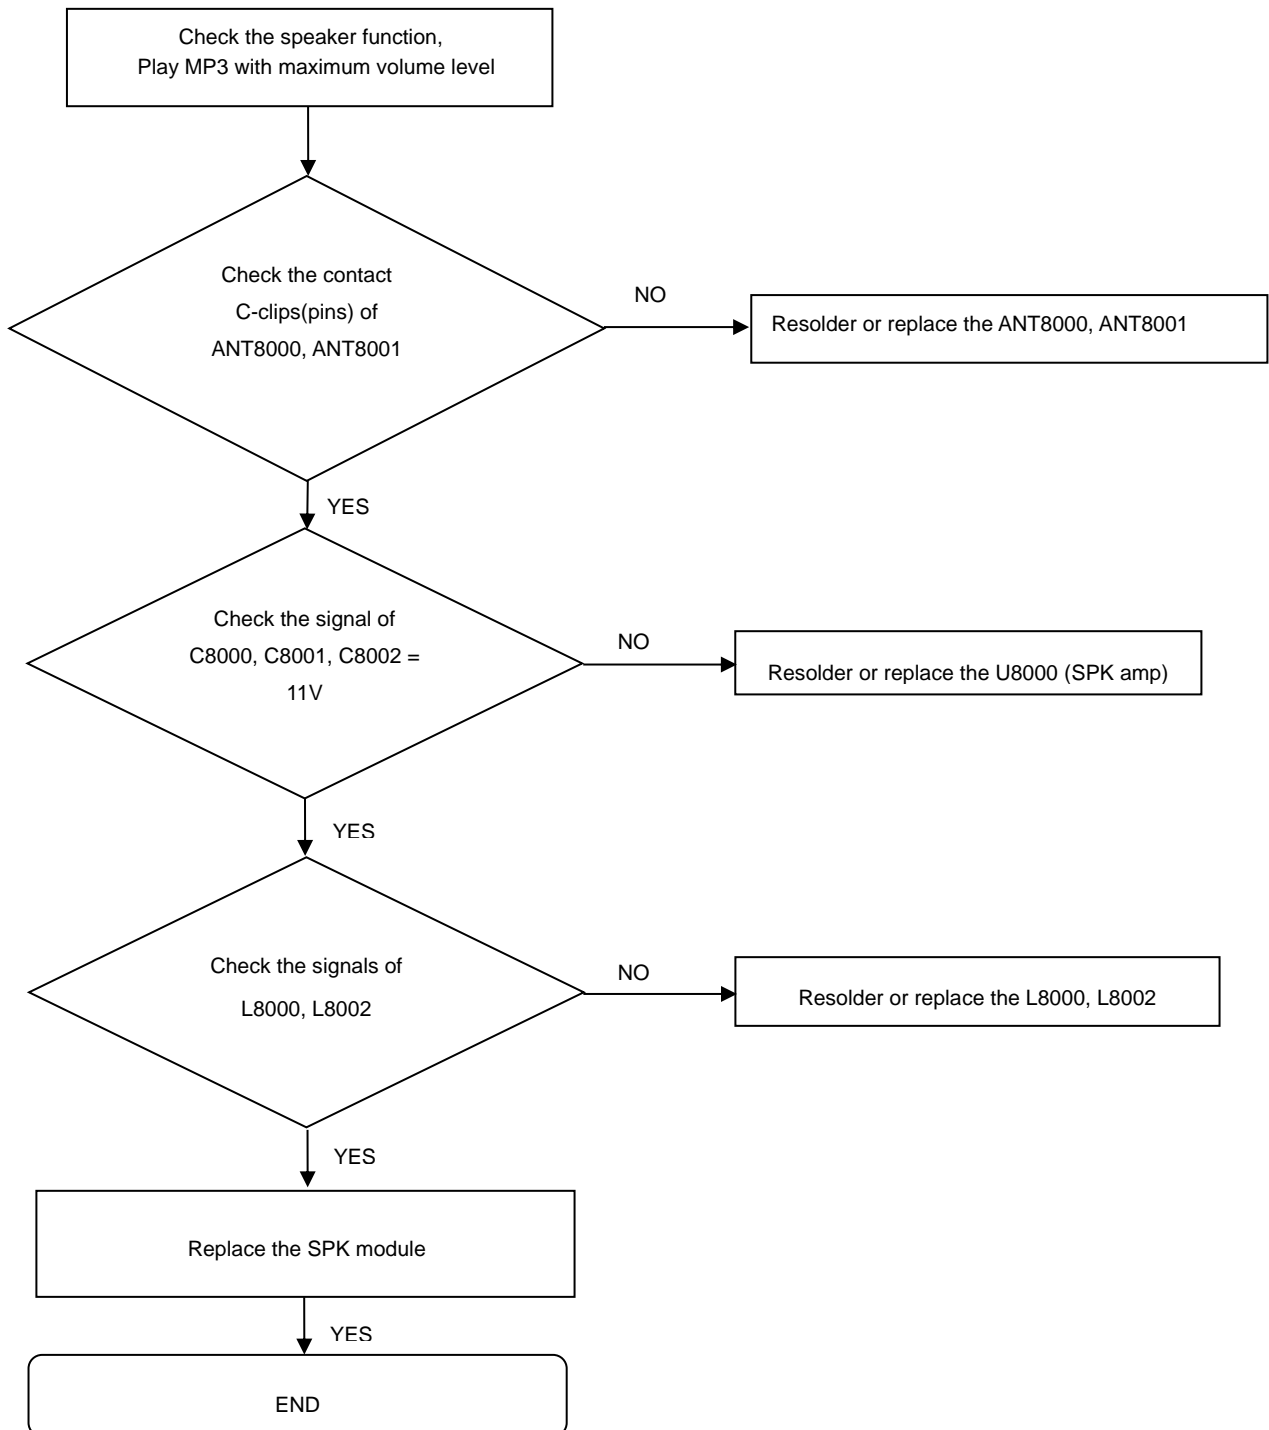 Check the speaker function,
Play MP3 with maximum volume level
Check the contact
C-clips(pins) of
ANT8000, ANT8001
NO
Resolder or replace the ANT8000, ANT8001
YES
Check the signal of
C8000, C8001, C8002 =
11V
NO
Resolder or replace the U8000 (SPK amp)
YES
Check the signals of
L8000, L8002
NO
Resolder or replace the L8000, L8002
YES
Replace the SPK module
YES
END